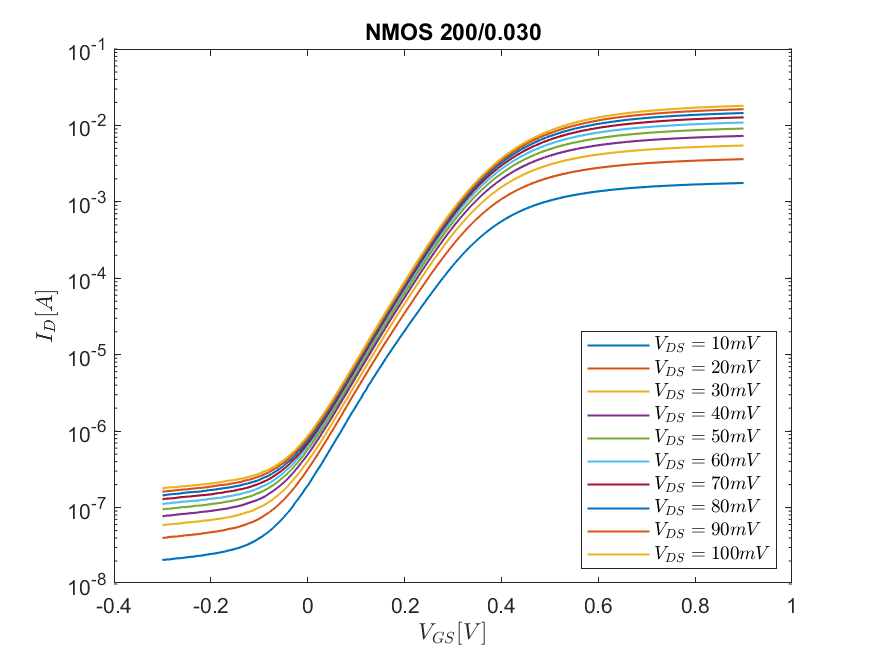 NMOS 200/0.030
10^-1
10^-2
10^-3
10^-4
10^-5
10^-6
10^-7
10^-8
I_D[A]
-0.4 -0.2 0 0.2 0.4 0.6 0.8 1
V_GS[V]
V_DS = 10mV
V_DS = 20mV
V_DS = 30mV
V_DS = 40mV
V_DS = 50mV
V_DS = 60mV
V_DS = 70mV
V_DS = 80mV
V_DS = 90mV
V_DS = 100mV